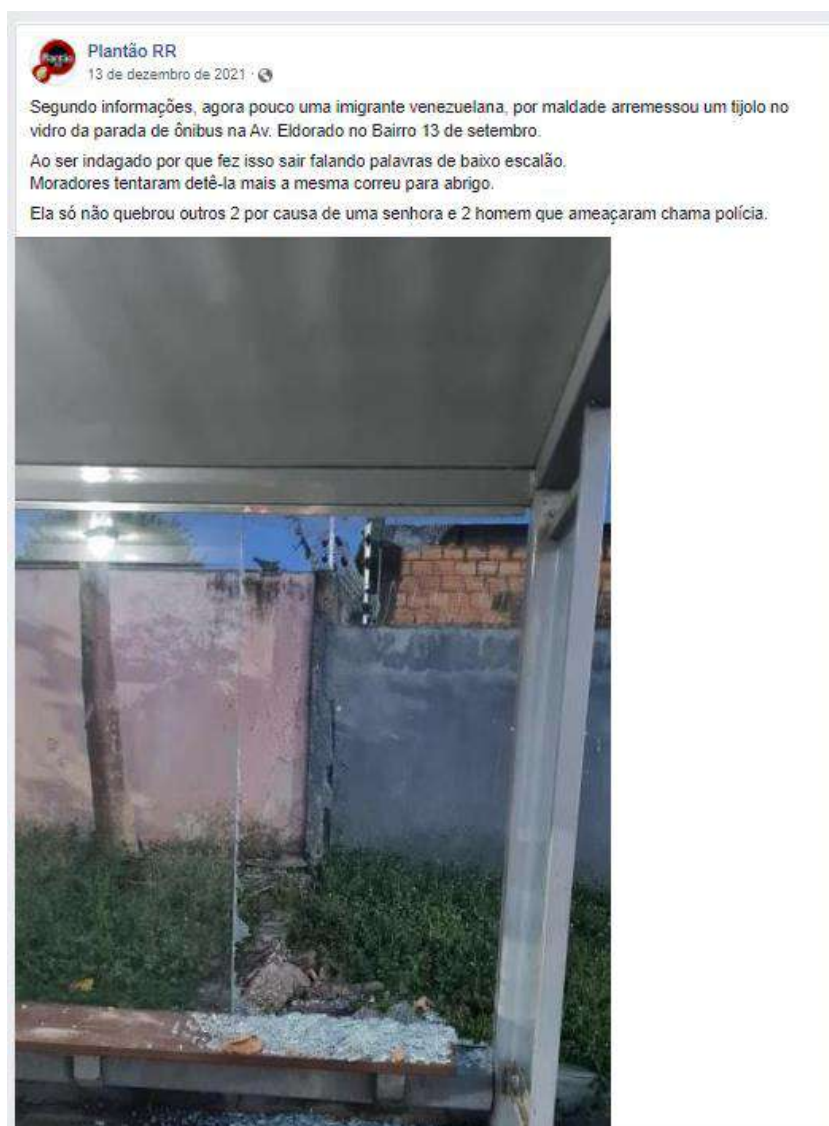 Plantão RR
13 de dezembro de 2021 ·
Segundo informações, agora pouco uma imigrante venezuelana, por maldade arremessou um tijolo no
vidro da parada de ônibus na Av. Eldorado no Bairro 13 de setembro.
Ao ser indagado por que fez isso sair falando palavras de baixo escalão.
Moradores tentaram detê-la mais a mesma correu para abrigo.
Ela só não quebrou outros 2 por causa de uma senhora e 2 homem que ameaçaram chama polícia.